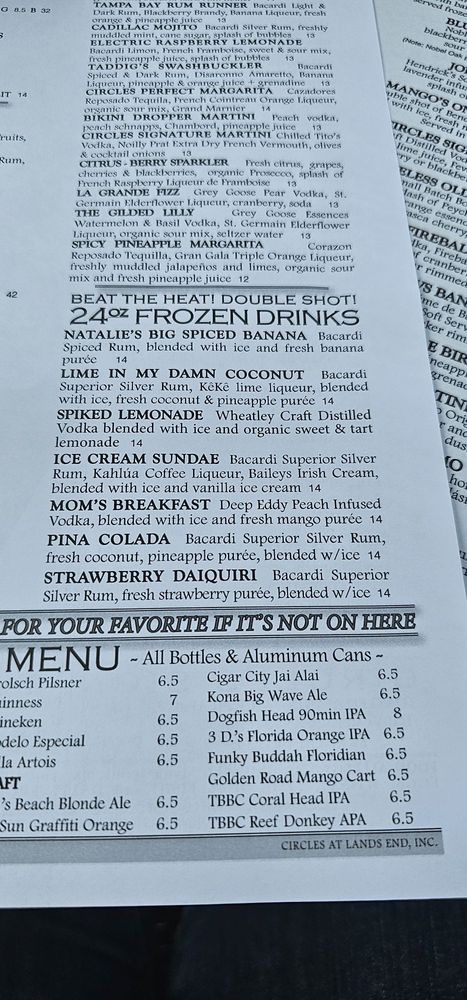 G 8.5 B 32
IT 14
ruits,
Rum,
42
TAMPA BAY RUM RUNNER Bacardi Light &
Dark Rum, Blackberry Brandy, Banana Liqueur, fresh
orange & pineapple juice 13
CADILLAC MOJITO Bacardi Silver Rum, freshly
muddled mint, cane sugar, splash of bubbles 13
ELECTRIC RASPBERRY LEMONADE
Bacardi Limon, French Framboise, sweet & sour mix,
fresh pineapple juice, splash of bubbles 13
TADDIG'S SWASHBUCKLER Bacardi
Spiced & Dark Rum, Disaronno Amaretto, Banana
Liqueur, pineapple & orange juice + grenadine 13
CIRCLES PERFECT MARGARITA Cazadores
Reposado Tequila, French Cointreau Orange Liqueur,
organic sour mix, Grand Marnier 14
BIKINI DROPPER MARTINI Peach vodka,
peach schnapps, Chambord, pineapple juice 13
CIRCLES SIGNATURE MARTINI Chilled Tito's
Vodka, Noilly Prat Extra Dry French Vermouth, olives
& cocktail onions 13
CITRUS - BERRY SPARKLER Fresh citrus, grapes,
cherries & blackberries, organic Prosecco, splash of
French Raspberry Liqueur de Framboise 13
LA GRANDE FIZZ Grey Goose Pear Vodka, St.
Germain Elderflower Liqueur, cranberry, soda 13
THE GILDED LILLY Grey Goose Essences
Watermelon & Basil Vodka, St. Germain Elderflower
Liqueur, organic sour mix, seltzer water 13
SPICY PINEAPPLE MARGARITA Corazon
Reposado Tequilla, Gran Gala Triple Orange Liqueur,
freshly muddled jalapeños and limes, organic sour
mix and fresh pineapple juice 12
BEAT THE HEAT! DOUBLE SHOT!
24OZ FROZEN DRINKS
NATALIE'S BIG SPICED BANANA Bacardi
Spiced Rum, blended with ice and fresh banana
purée 14
LIME IN MY DAMN COCONUT Bacardi
Superior Silver Rum, KéKé lime liqueur, blended
with ice, fresh coconut & pineapple purée 14
SPIKED LEMONADE Wheatley Craft Distilled
Vodka blended with ice and organic sweet & tart
lemonade 14
ICE CREAM SUNDAE Bacardi Superior Silver
Rum, Kahlúa Coffee Liqueur, Baileys Irish Cream,
blended with ice and vanilla ice cream 14
MOM'S BREAKFAST Deep Eddy Peach Infused
Vodka, blended with ice and fresh mango purée 14
PINA COLADA Bacardi Superior Silver Rum,
fresh coconut, pineapple purée, blended w/ice 14
STRAWBERRY DAIQUIRI Bacardi Superior
Silver Rum, fresh strawberry purée, blended w/ice 14
FOR YOUR FAVORITE IF IT'S NOT ON HERE
MENU ~ All Bottles & Aluminum Cans ~
rolsch Pilsner 6.5
uinness 7
ineken 6.5
odelo Especial 6.5
lla Artois 6.5
AFT
's Beach Blonde Ale 6.5
Sun Graffiti Orange 6.5
Cigar City Jai Alai 6.5
Kona Big Wave Ale 6.5
Dogfish Head 90min IPA 8
3 D.'s Florida Orange IPA 6.5
Funky Buddah Floridian 6.5
Golden Road Mango Cart 6.5
TBBC Coral Head IPA 6.5
TBBC Reef Donkey APA 6.5
CIRCLES AT LANDS END, INC.